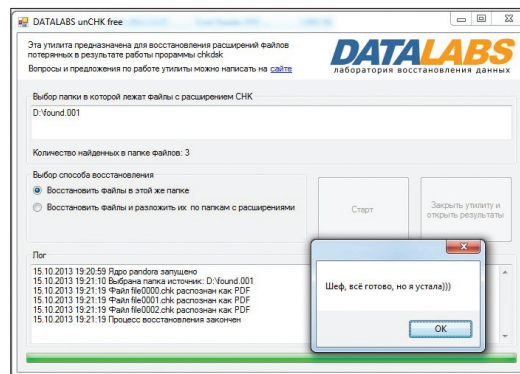 DATALABS unCHK free
Эта утилита предназначена для восстановления расширений файлов
потерянных в результате работы программы chkdsk
Вопросы и предложения по работе утилиты можно написать на сайте
DATALABS
лаборатория восстановления данных
Выбор папки в которой лежат файлы с расширением CHK
D:\found.001
Количество найденных в папке файлов: 3
Выбор способа восстановления
Восстановить файлы в этой же папке
Восстановить файлы и разложить их по папкам с расширениями
Старт
Закрыть утилиту и
открыть результаты
Лог
15.10.2013 19:20:59 Ядро pandora запущено
15.10.2013 19:21:10 Выбрана папка источник: D:\found.001
15.10.2013 19:21:19 Файл file0000.chk распознан как PDF
15.10.2013 19:21:19 Файл file0001.chk распознан как PDF
15.10.2013 19:21:19 Файл file0002.chk распознан как PDF
15.10.2013 19:21:19 Процесс восстановления закончен
Шеф, всё готово, но я устала)))
OK